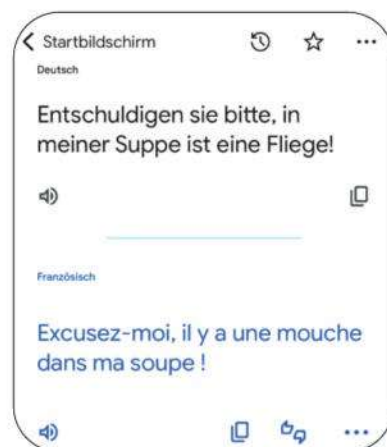 Startbildschirm
Deutsch
Entschuldigen sie bitte, in
meiner Suppe ist eine Fliege!
Französisch
Excusez-moi, il y a une mouche
dans ma soupe !